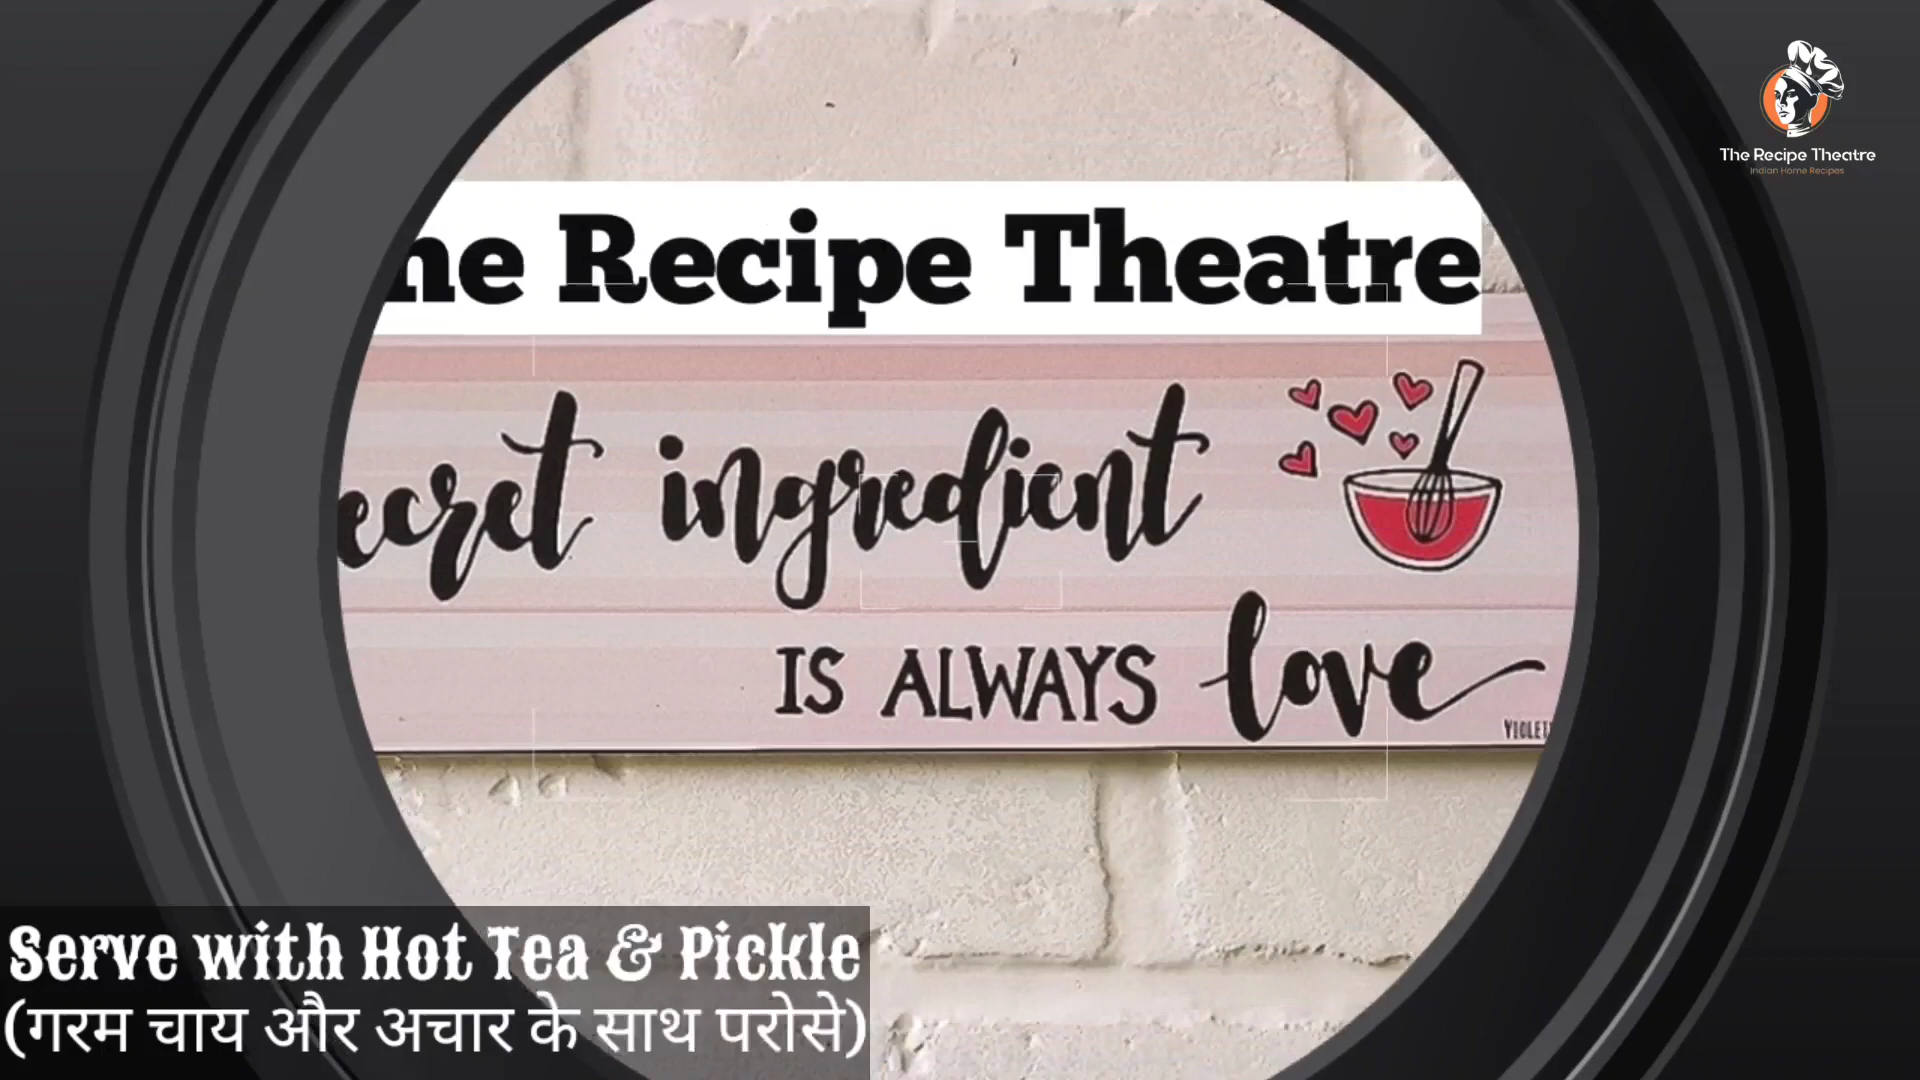 The Recipe Theatre
Indian Home Recipes
he Recipe Theatre
ecret ingredient
IS ALWAYS love
VIOLET
Serve with Hot Tea & Pickle
(गरम चाय और अचार के साथ परोसे)